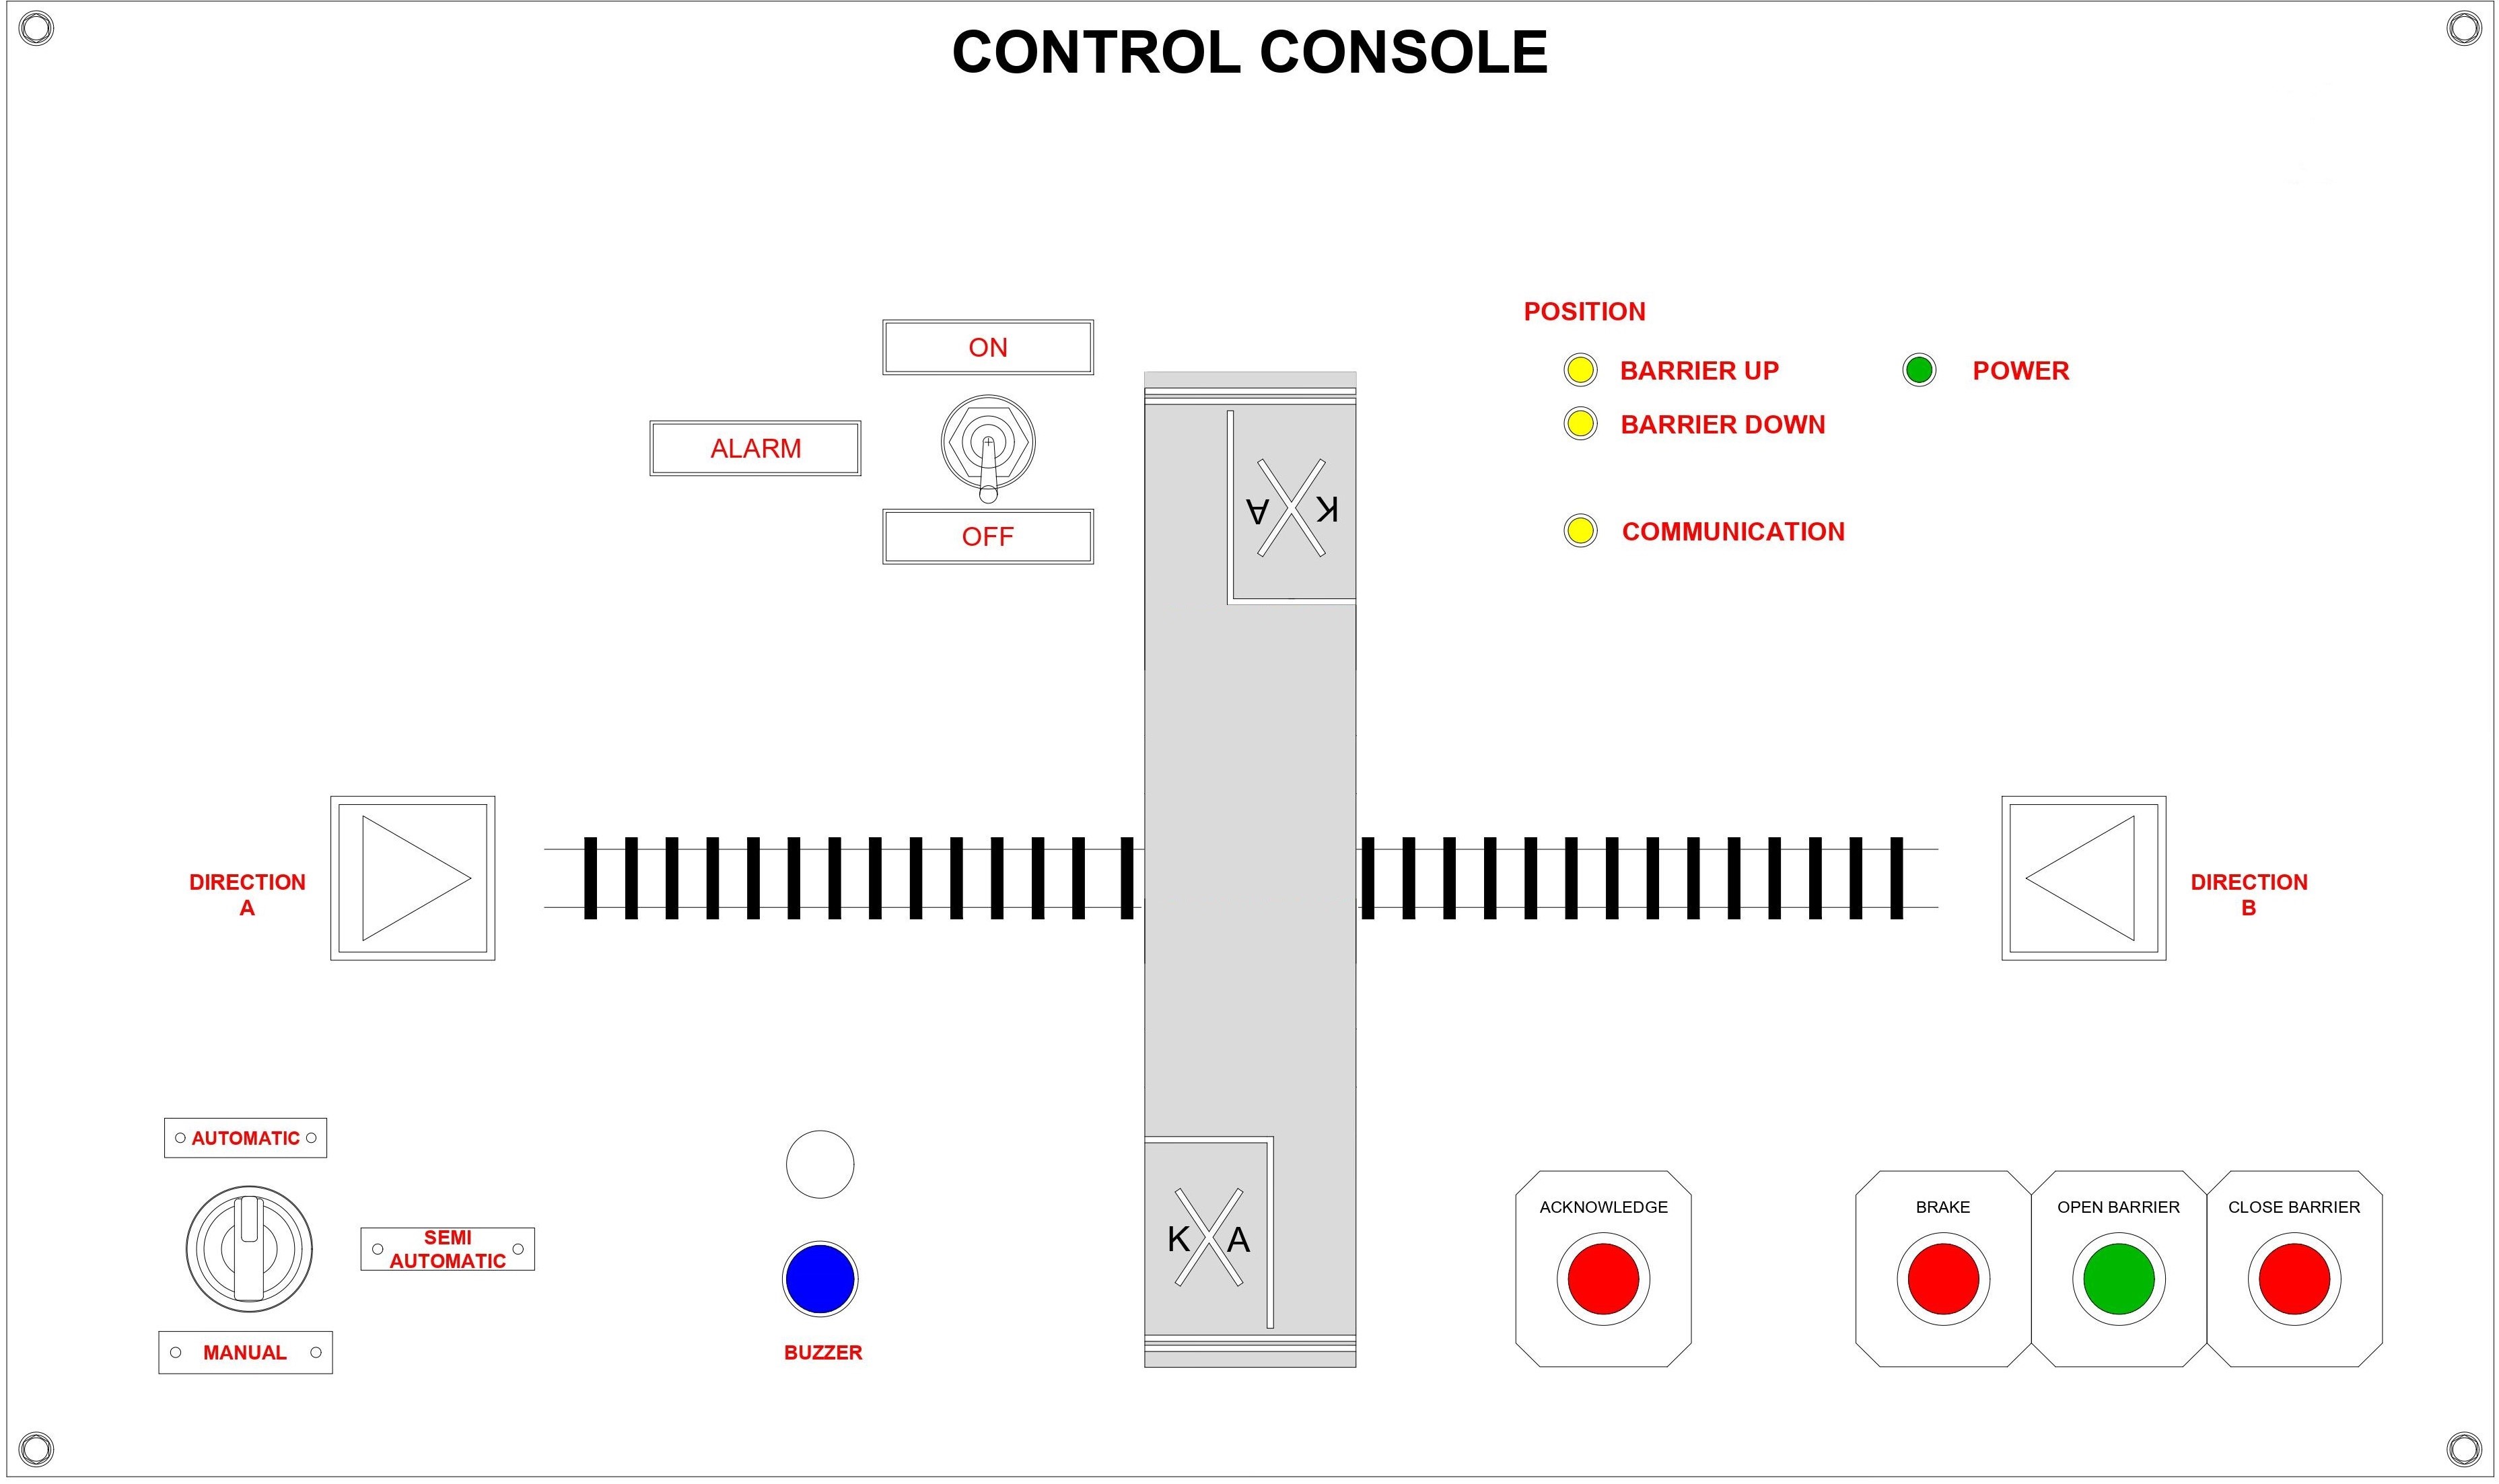 CONTROL CONSOLE
POSITION
ON
BARRIER UP
POWER
BARRIER DOWN
ALARM
A K
OFF
COMMUNICATION
DIRECTION
A
DIRECTION
B
AUTOMATIC
SEMI
AUTOMATIC
MANUAL
BUZZER
K A
ACKNOWLEDGE
BRAKE
OPEN BARRIER
CLOSE BARRIER